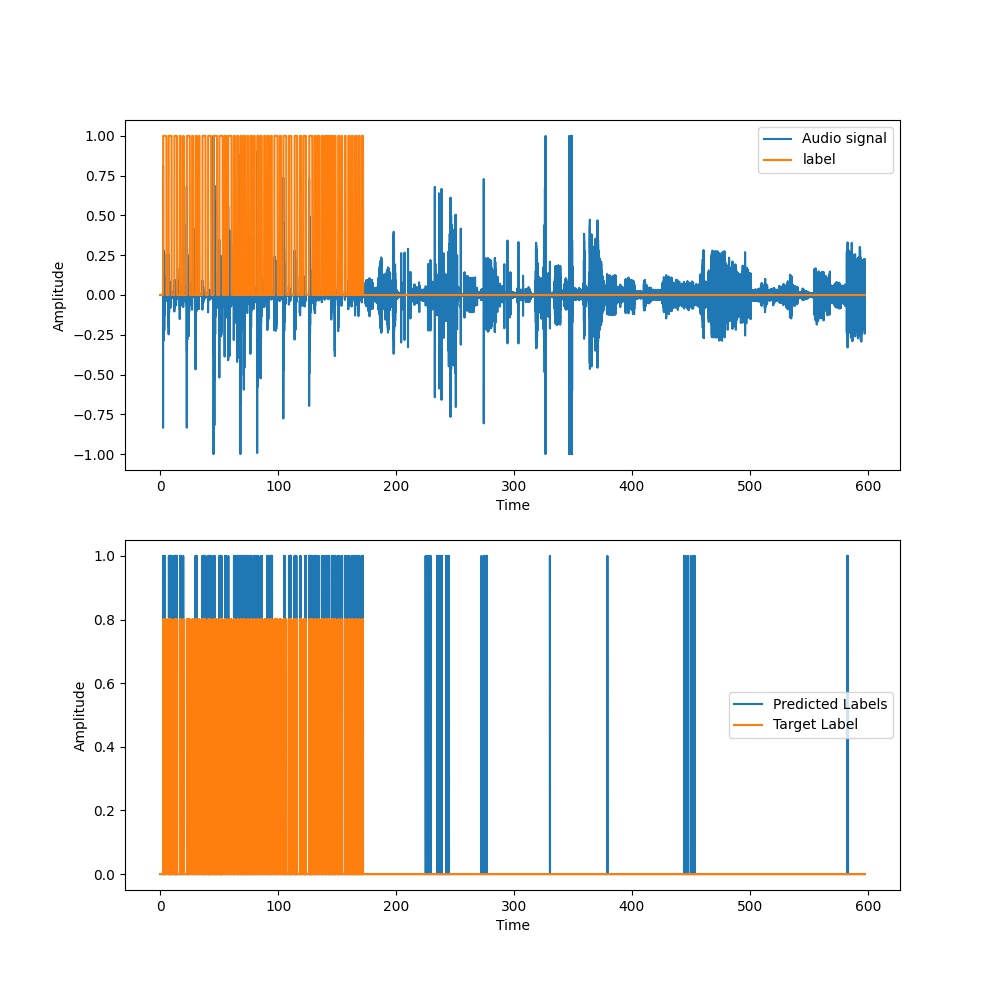 Audio signal
label
1.00
0.75
0.50
0.25
0.00
−0.25
−0.50
−0.75
−1.00
Amplitude
0 100 200 300 400 500 600
Time
Predicted Labels
Target Label
1.0
0.8
0.6
0.4
0.2
0.0
Amplitude
0 100 200 300 400 500 600
Time